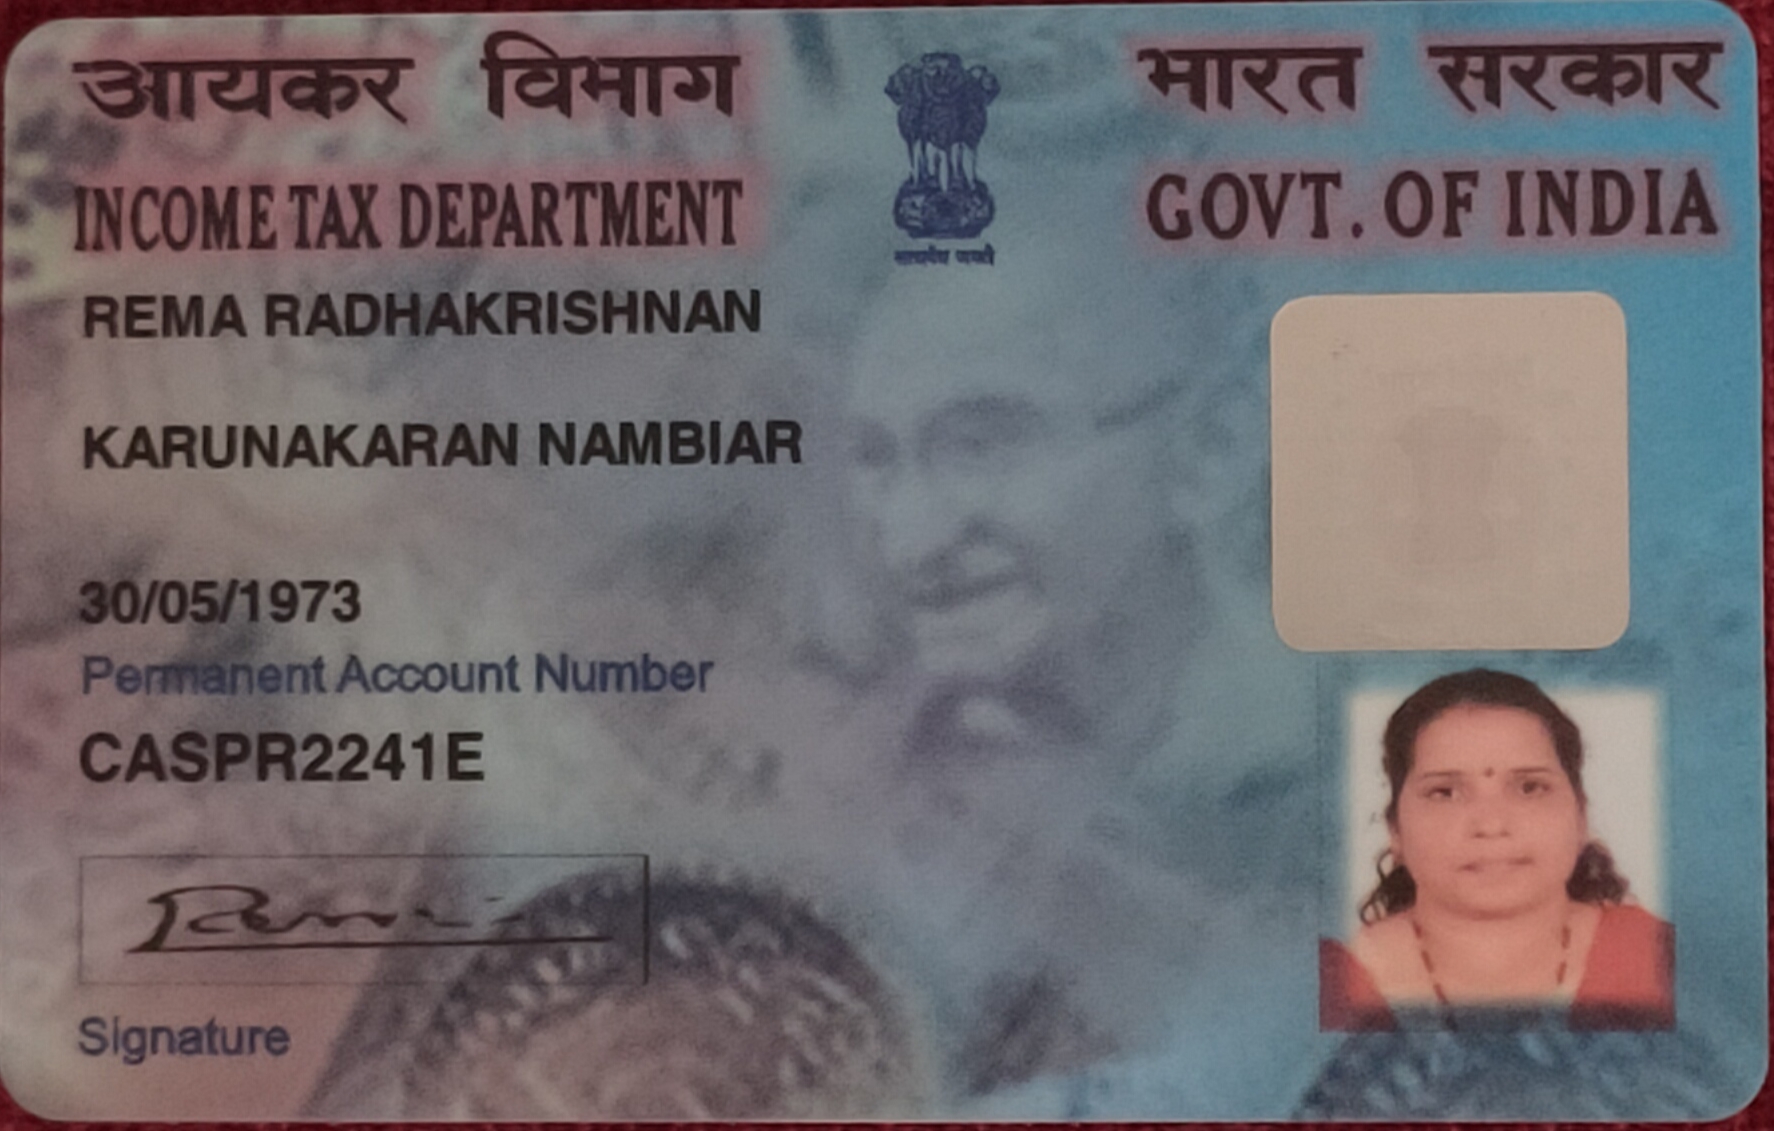 आयकर विभाग
भारत सरकार
INCOME TAX DEPARTMENT
GOVT. OF INDIA
सत्यमेव जयते
REMA RADHAKRISHNAN
KARUNAKARAN NAMBIAR
30/05/1973
Permanent Account Number
CASPR2241E
Signature